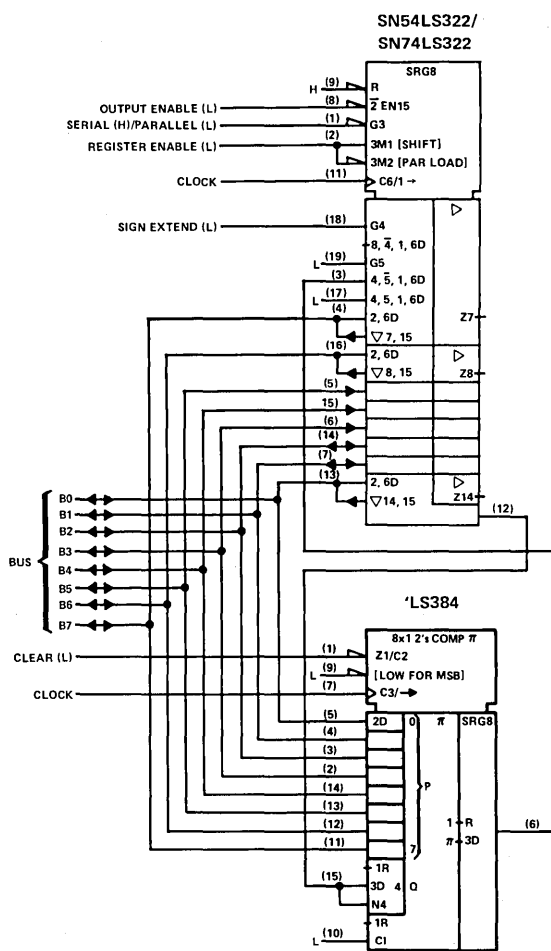 SN54LS322/
SN74LS322
SRG8
H (9) R
OUTPUT ENABLE (L) (8) 2̅ EN15
SERIAL (H)/PARALLEL (L) (1) G3
REGISTER ENABLE (L) (2) 3M1 [SHIFT]
3M2 [PAR LOAD]
CLOCK (11) C6/1 →
SIGN EXTEND (L) (18) G4
8, 4̅, 1, 6D
L (19) G5
(3) 4, 5̅, 1, 6D
L (17) 4, 5, 1, 6D
(4) 2, 6D Z7
▽ 7, 15
(16) 2, 6D
▽ 8, 15 Z8
(5)
15)
(6)
(14)
(7)
(13) 2, 6D
▽ 14, 15 Z14
(12)
BUS
B0
B1
B2
B3
B4
B5
B6
B7
'LS384
8x1 2's COMP π
CLEAR (L) (1) Z1/C2
L (9) [LOW FOR MSB]
CLOCK (7) C3/→
(5) 2D 0 π SRG8
(4)
(3)
(2)
(14) P
(13)
(12) 1 R (6)
(11) 7 π 3D
1R
(15) 3D 4 Q
N4
1R
L (10) C1